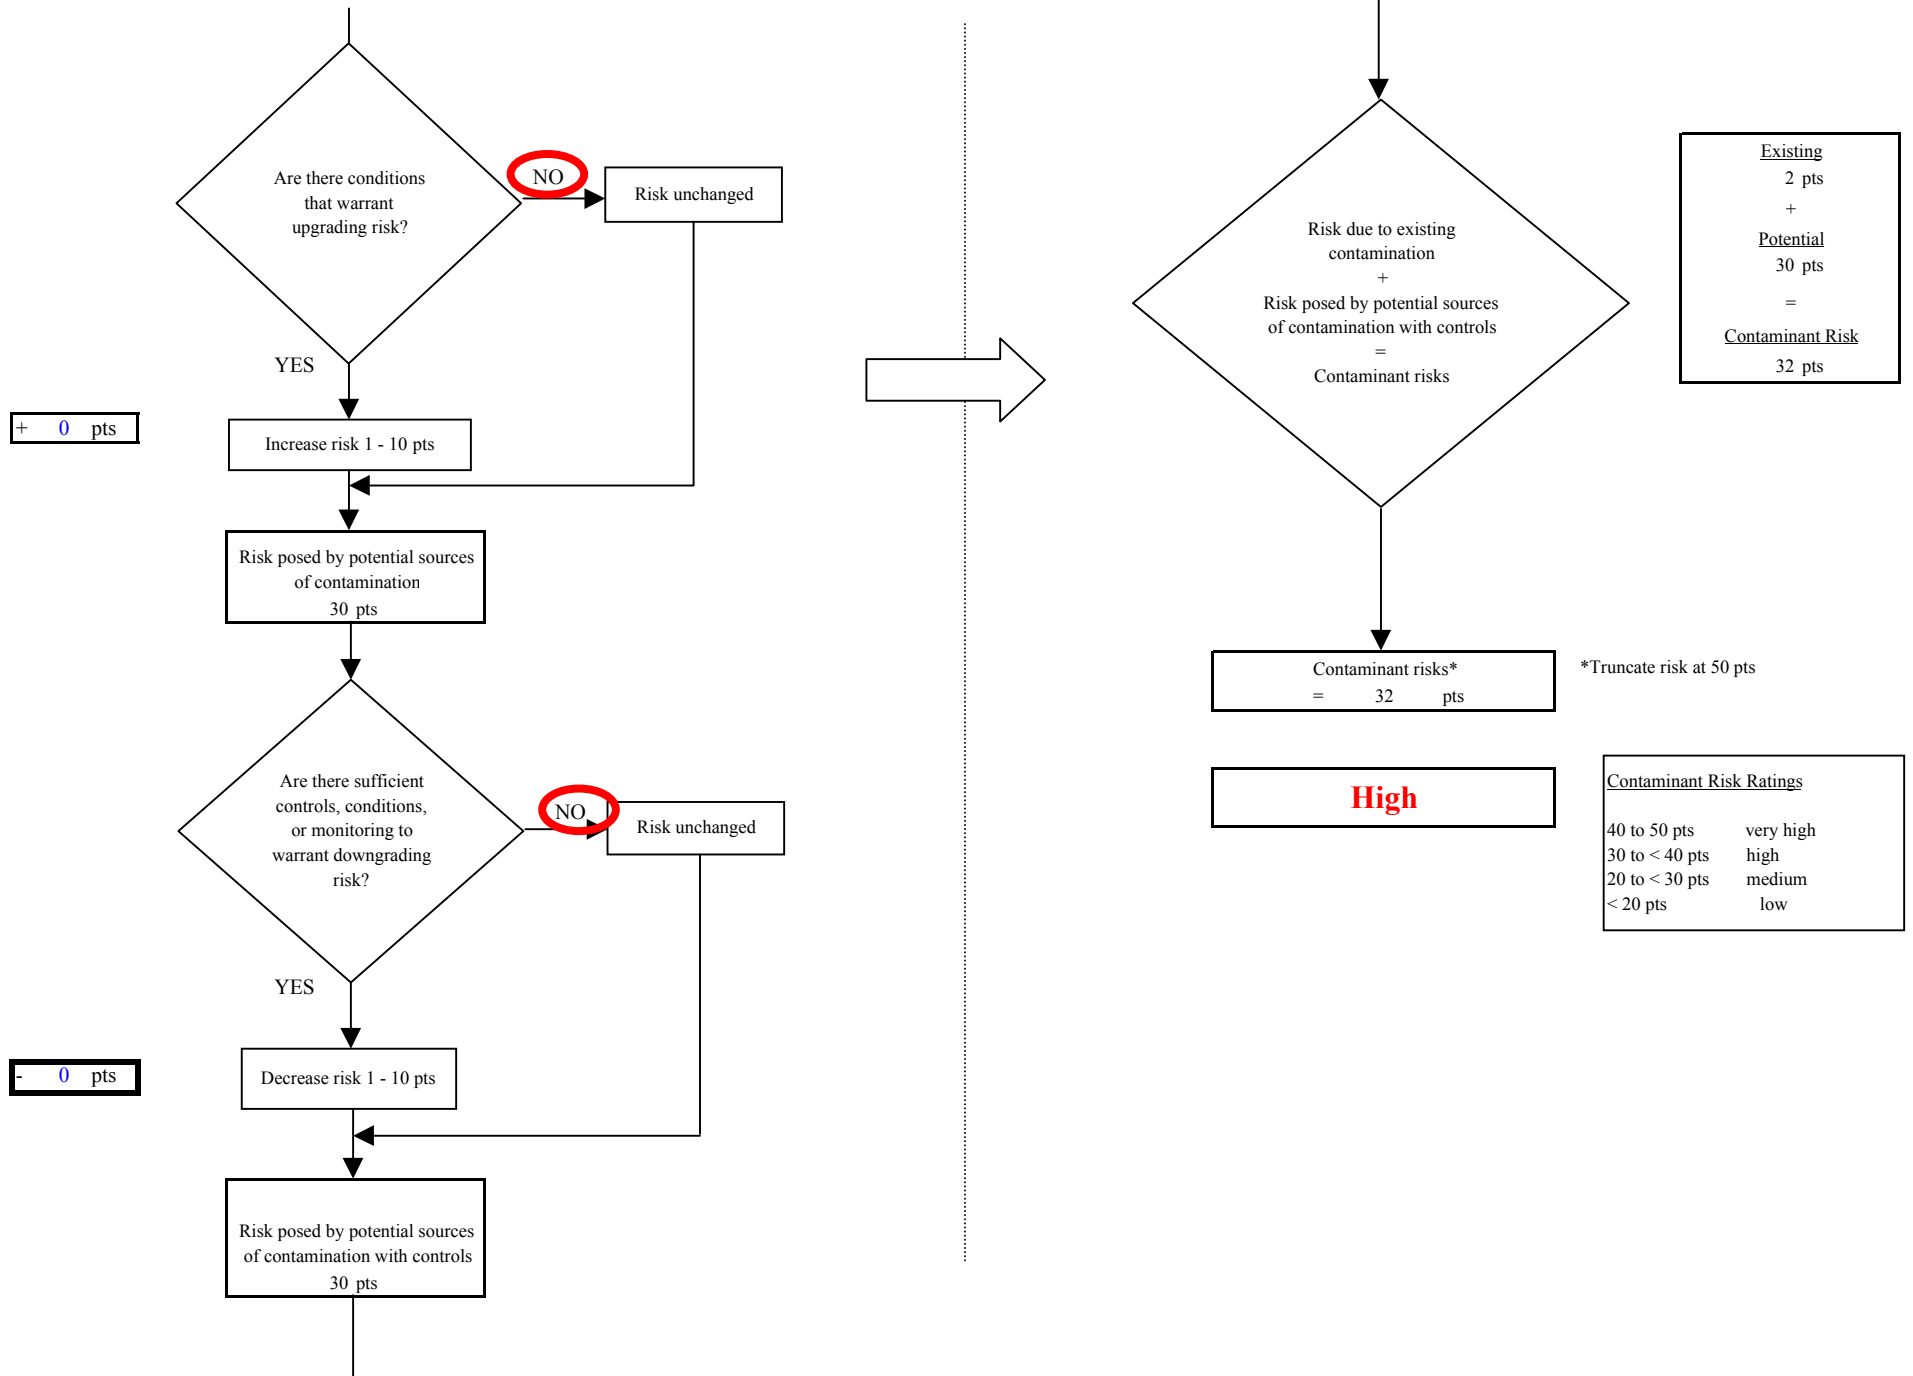 Are there conditions
that warrant
upgrading risk?
NO
Risk unchanged
YES
+ 0 pts
Increase risk 1 - 10 pts
Risk posed by potential sources
of contamination
30 pts
Are there sufficient
controls, conditions,
or monitoring to
warrant downgrading
risk?
NO
Risk unchanged
YES
- 0 pts
Decrease risk 1 - 10 pts
Risk posed by potential sources
of contamination with controls
30 pts
Risk due to existing
contamination
+
Risk posed by potential sources
of contamination with controls
=
Contaminant risks
Existing
2 pts
+
Potential
30 pts
=
Contaminant Risk
32 pts
Contaminant risks*
= 32 pts
*Truncate risk at 50 pts
High
Contaminant Risk Ratings
40 to 50 pts very high
30 to < 40 pts high
20 to < 30 pts medium
< 20 pts low